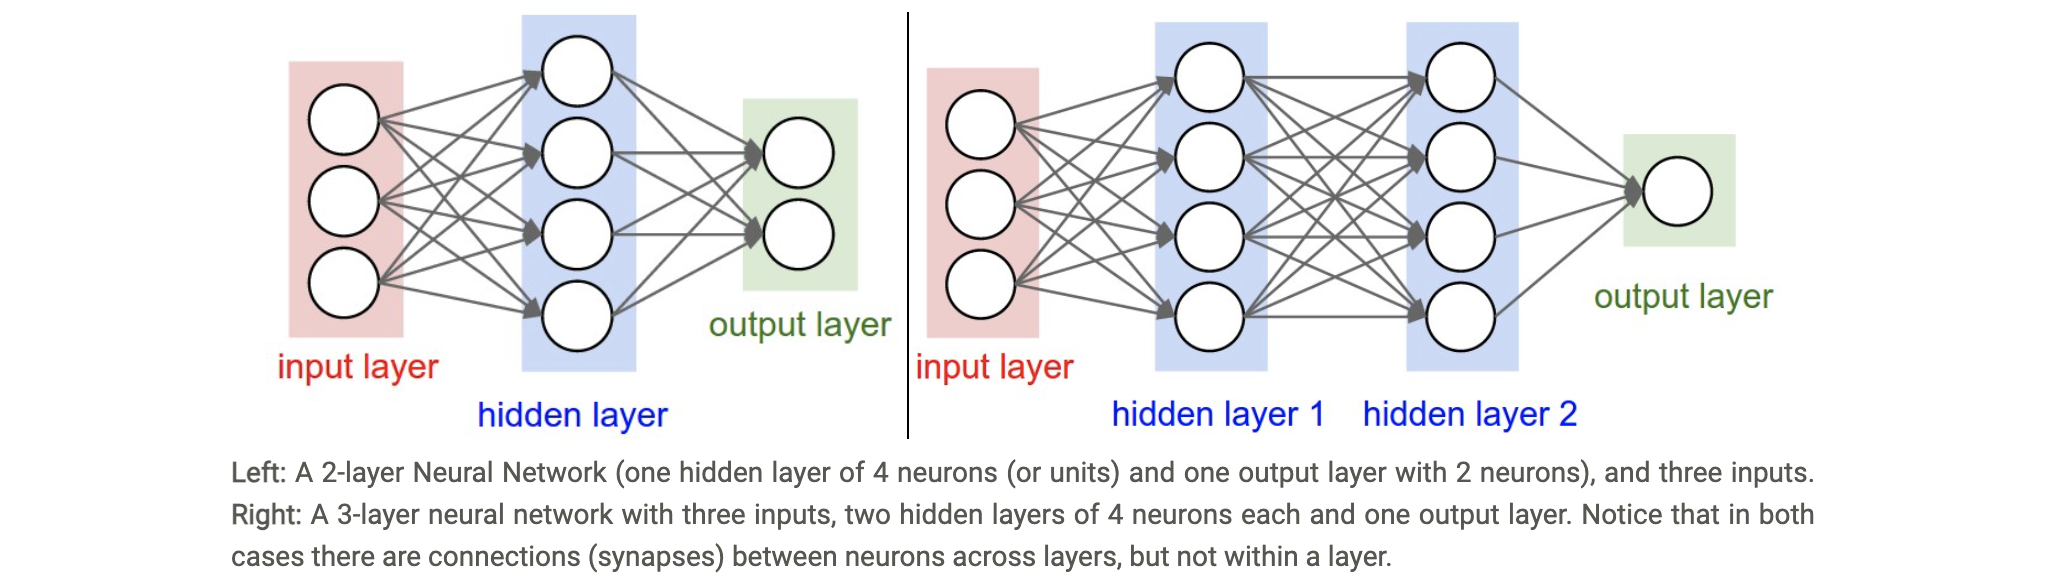 input layer
hidden layer
output layer
input layer
hidden layer 1
hidden layer 2
output layer
Left: A 2-layer Neural Network (one hidden layer of 4 neurons (or units) and one output layer with 2 neurons), and three inputs.
Right: A 3-layer neural network with three inputs, two hidden layers of 4 neurons each and one output layer. Notice that in both
cases there are connections (synapses) between neurons across layers, but not within a layer.